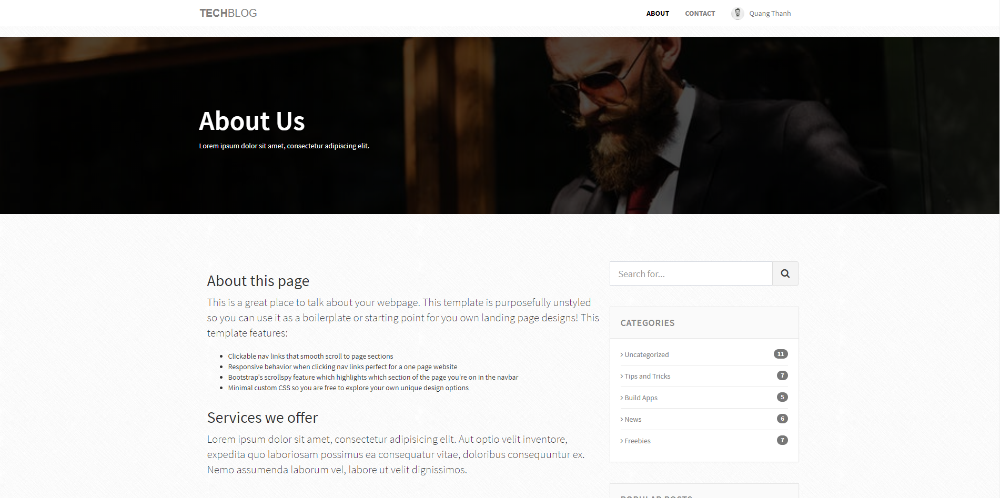 TECHBLOG
ABOUT
CONTACT
Quang Thanh
About Us
Lorem ipsum dolor sit amet, consectetur adipiscing elit.
About this page
This is a great place to talk about your webpage. This template is purposefully unstyled
so you can use it as a boilerplate or starting point for you own landing page designs! This
template features:
Clickable nav links that smooth scroll to page sections
Responsive behavior when clicking nav links perfect for a one page website
Bootstrap's scrollspy feature which highlights which section of the page you're on in the navbar
Minimal custom CSS so you are free to explore your own unique design options
Services we offer
Lorem ipsum dolor sit amet, consectetur adipisicing elit. Aut optio velit inventore,
expedita quo laboriosam possimus ea consequatur vitae, doloribus consequuntur ex.
Nemo assumenda laborum vel, labore ut velit dignissimos.
Search for...
CATEGORIES
Uncategorized 11
Tips and Tricks 7
Build Apps 5
News 6
Freebies 7
POPULAR POSTS